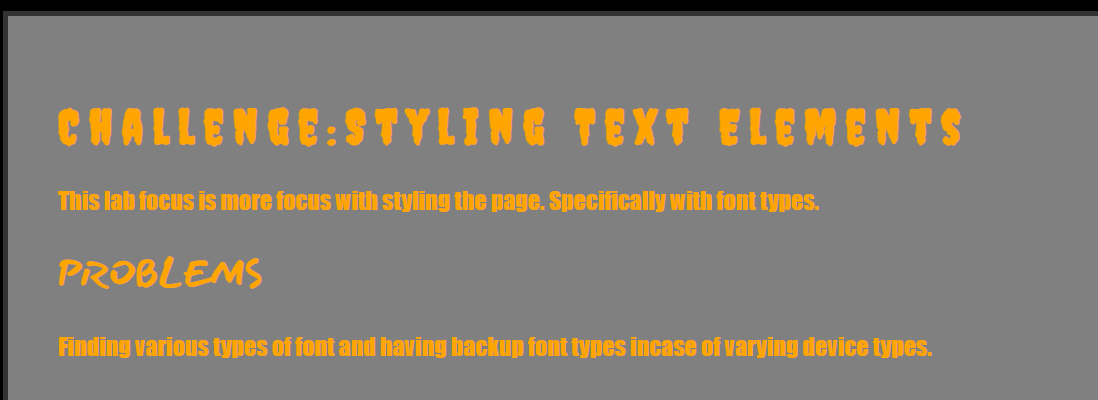 CHALLENGE:STYLING TEXT ELEMENTS
This lab focus is more focus with styling the page. Specifically with font types.
PROBLEMS
Finding various types of font and having backup font types incase of varying device types.